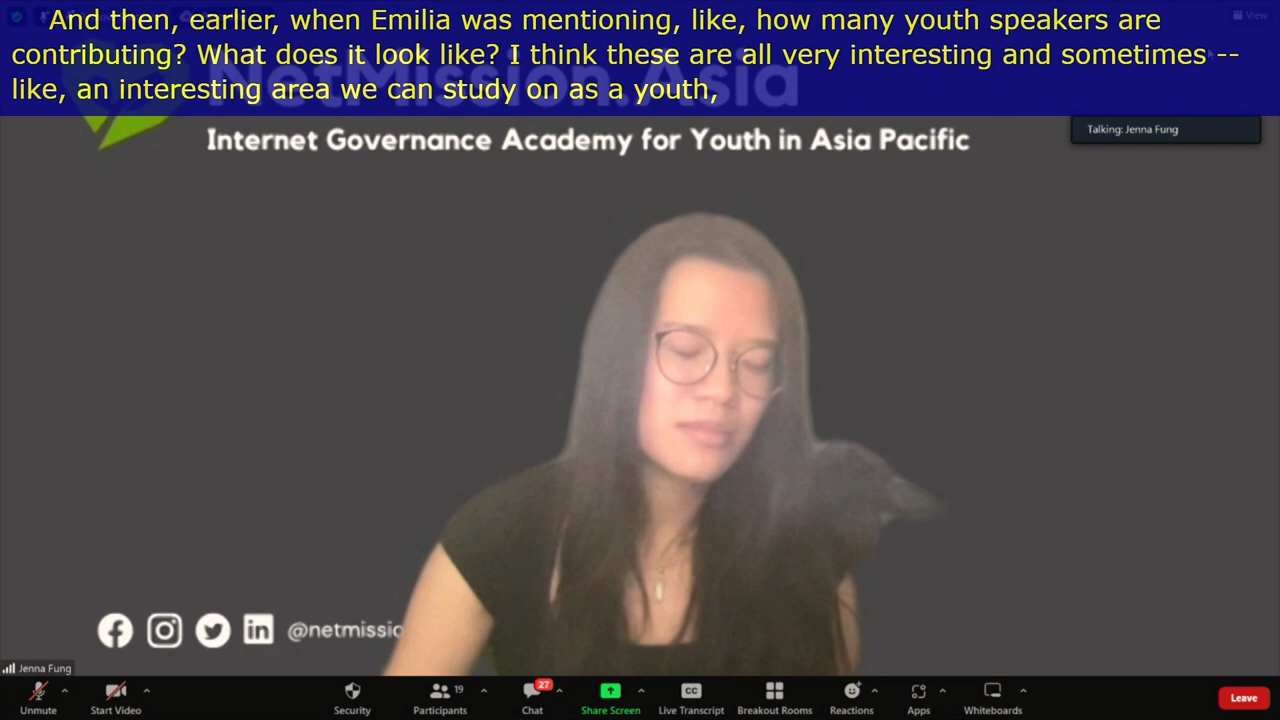 And then, earlier, when Emilia was mentioning, like, how many youth speakers are
contributing? What does it look like? I think these are all very interesting and sometimes --
like, an interesting area we can study on as a youth,
View
NetMission.Asia
Internet Governance Academy for Youth in Asia Pacific
Talking: Jenna Fung
@netmissio
Jenna Fung
Unmute
Start Video
Security
Participants
19
Chat
27
Share Screen
CC
Live Transcript
Breakout Rooms
Reactions
Apps
Whiteboards
Leave